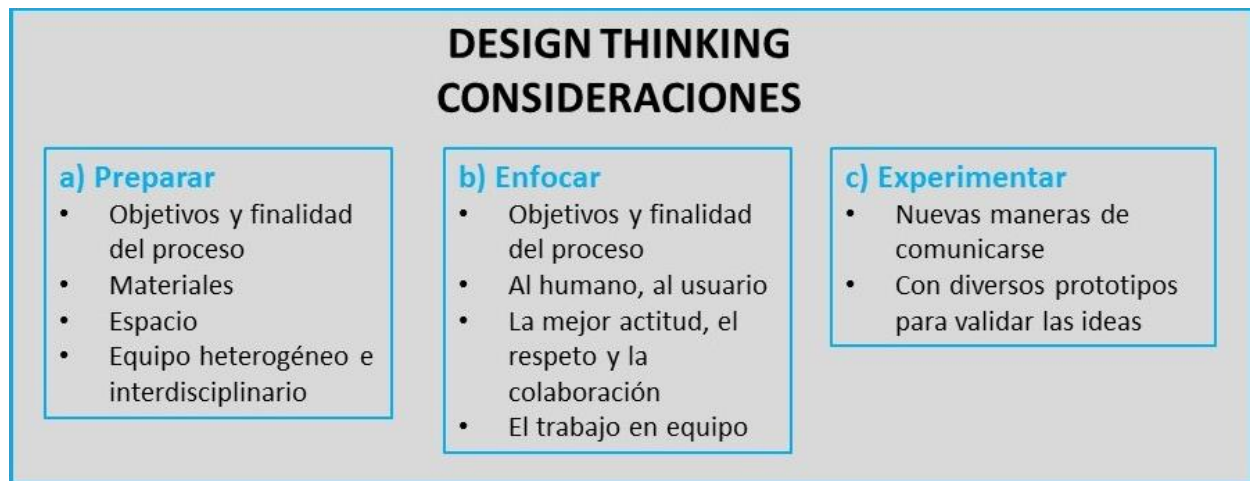 DESIGN THINKING
CONSIDERACIONES
a) Preparar
• Objetivos y finalidad
del proceso
• Materiales
• Espacio
• Equipo heterogéneo e
interdisciplinario
b) Enfocar
• Objetivos y finalidad
del proceso
• Al humano, al usuario
• La mejor actitud, el
respeto y la
colaboración
• El trabajo en equipo
c) Experimentar
• Nuevas maneras de
comunicarse
• Con diversos prototipos
para validar las ideas